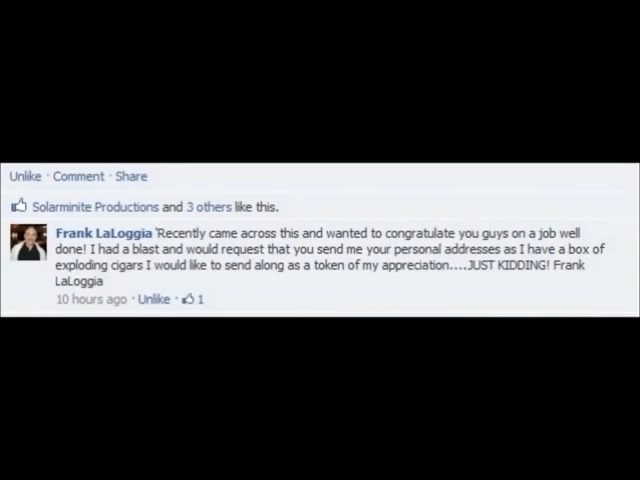 Unlike · Comment · Share
Solarminite Productions and 3 others like this.
Frank LaLoggia 'Recently came across this and wanted to congratulate you guys on a job well
done! I had a blast and would request that you send me your personal addresses as I have a box of
exploding cigars I would like to send along as a token of my appreciation....JUST KIDDING! Frank
LaLoggia
10 hours ago · Unlike · 1